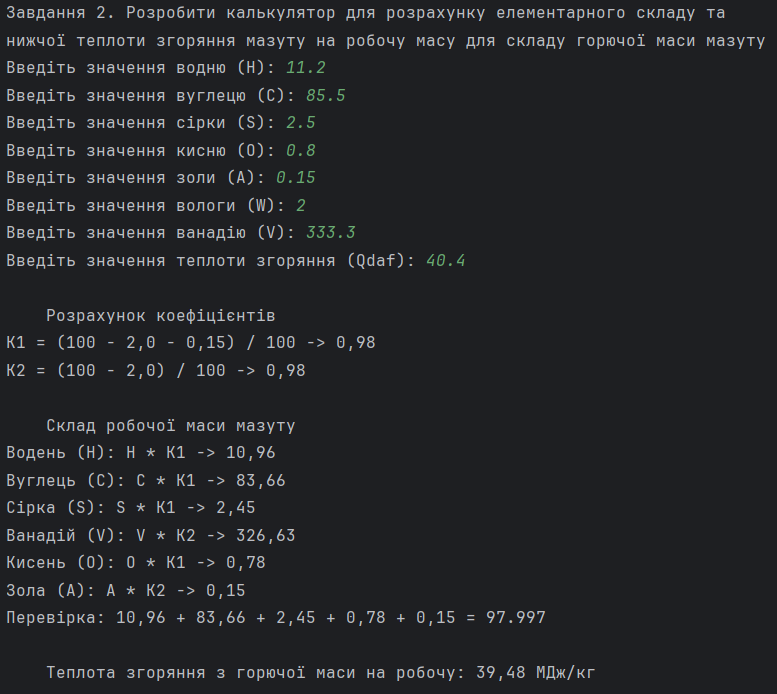 Завдання 2. Розробити калькулятор для розрахунку елементарного складу та
нижчої теплоти згоряння мазуту на робочу масу для складу горючої маси мазуту
Введіть значення водню (H): 11.2
Введіть значення вуглецю (C): 85.5
Введіть значення сірки (S): 2.5
Введіть значення кисню (O): 0.8
Введіть значення золи (A): 0.15
Введіть значення вологи (W): 2
Введіть значення ванадію (V): 333.3
Введіть значення теплоти згоряння (Qdaf): 40.4
Розрахунок коефіцієнтів
K1 = (100 - 2,0 - 0,15) / 100 -> 0,98
K2 = (100 - 2,0) / 100 -> 0,98
Склад робочої маси мазуту
Водень (H): H * K1 -> 10,96
Вуглець (C): C * K1 -> 83,66
Сірка (S): S * K1 -> 2,45
Ванадій (V): V * K2 -> 326,63
Кисень (O): O * K1 -> 0,78
Зола (A): A * K2 -> 0,15
Перевірка: 10,96 + 83,66 + 2,45 + 0,78 + 0,15 = 97.997
Теплота згоряння з горючої маси на робочу: 39,48 МДж/кг